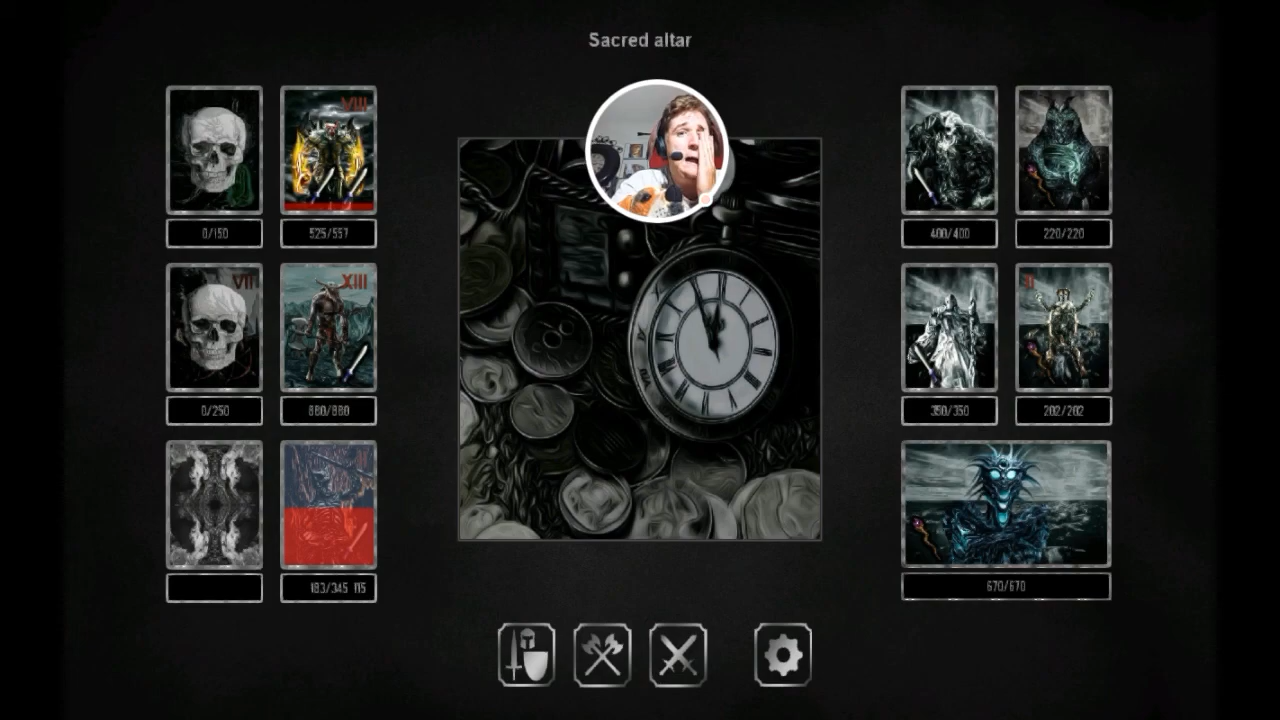 Sacred altar
VIII
0/150
525/557
400/400
220/220
VII
XIII
II
0/250
880/880
350/350
202/202
183/345 115
670/670